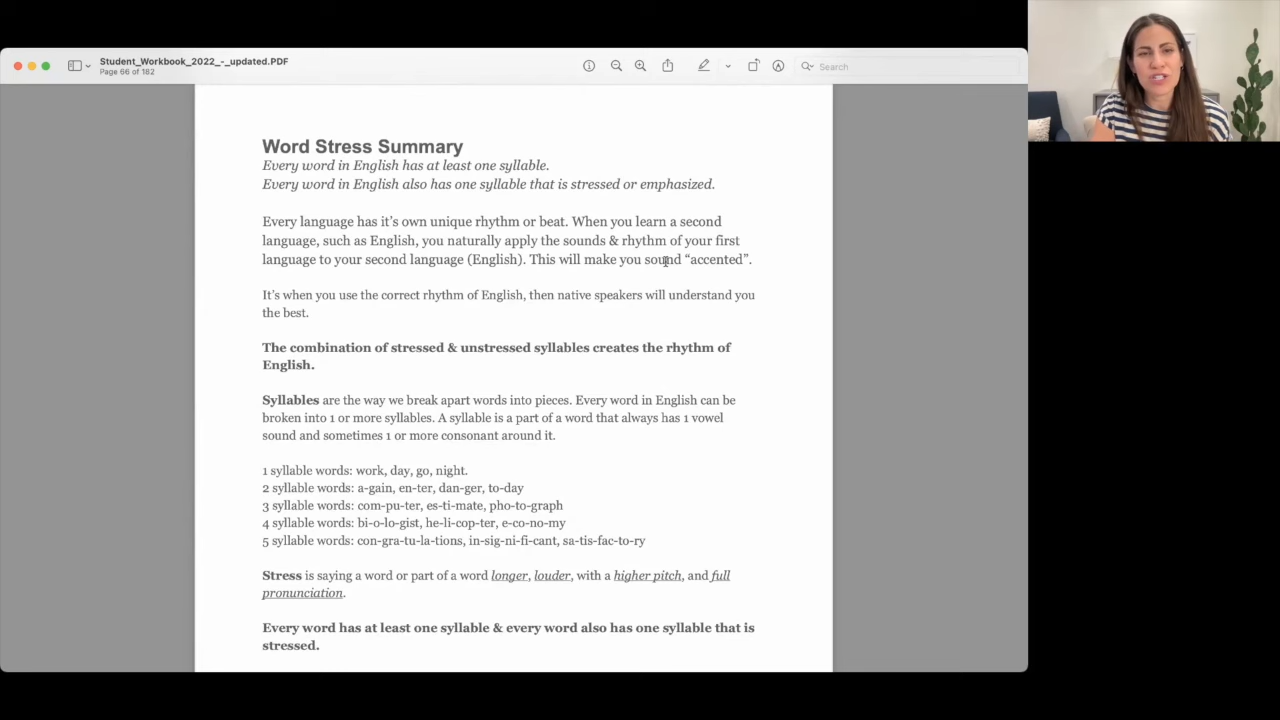 Student_Workbook_2022_-_updated.PDF
Page 66 of 182
Search
Word Stress Summary
Every word in English has at least one syllable.
Every word in English also has one syllable that is stressed or emphasized.
Every language has it's own unique rhythm or beat. When you learn a second
language, such as English, you naturally apply the sounds & rhythm of your first
language to your second language (English). This will make you sound “accented”.
It's when you use the correct rhythm of English, then native speakers will understand you
the best.
The combination of stressed & unstressed syllables creates the rhythm of
English.
Syllables are the way we break apart words into pieces. Every word in English can be
broken into 1 or more syllables. A syllable is a part of a word that always has 1 vowel
sound and sometimes 1 or more consonant around it.
1 syllable words: work, day, go, night.
2 syllable words: a-gain, en-ter, dan-ger, to-day
3 syllable words: com-pu-ter, es-ti-mate, pho-to-graph
4 syllable words: bi-o-lo-gist, he-li-cop-ter, e-co-no-my
5 syllable words: con-gra-tu-la-tions, in-sig-ni-fi-cant, sa-tis-fac-to-ry
Stress is saying a word or part of a word longer, louder, with a higher pitch, and full
pronunciation.
Every word has at least one syllable & every word also has one syllable that is
stressed.